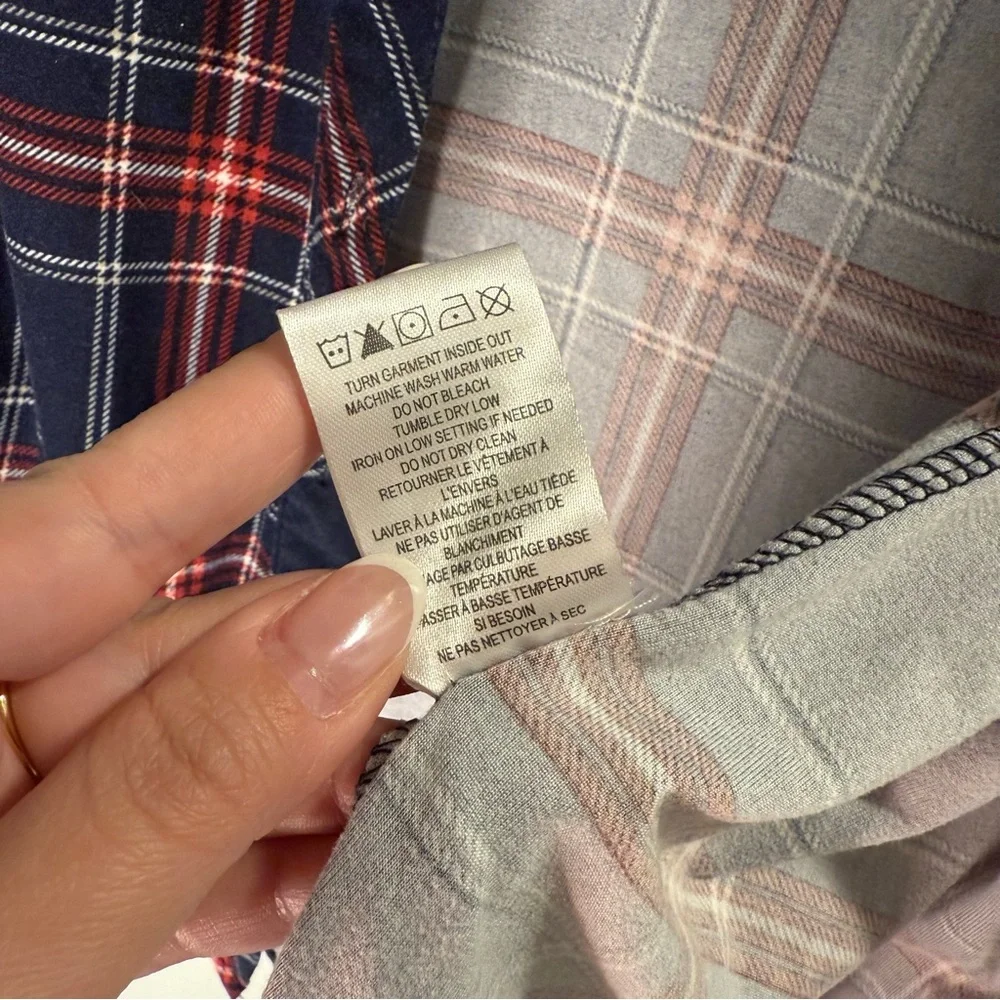 TURN GARMENT INSIDE OUT
MACHINE WASH WARM WATER
DO NOT BLEACH
TUMBLE DRY LOW
IRON ON LOW SETTING IF NEEDED
DO NOT DRY CLEAN
RETOURNER LE VÊTEMENT À
L'ENVERS
LAVER À LA MACHINE À L'EAU TIÈDE
NE PAS UTILISER D'AGENT DE
BLANCHIMENT
PAR CULBUTAGE BASSE
TEMPÉRATURE
À BASSE TEMPÉRATURE
SI BESOIN
NE PAS NETTOYER À SEC